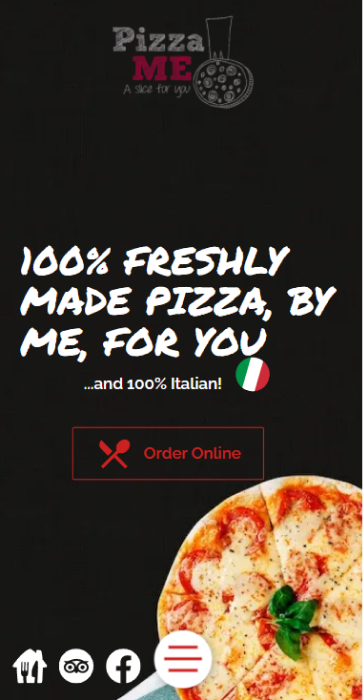 Pizza
ME
A slice for you
100% FRESHLY
MADE PIZZA, BY
ME, FOR YOU
...and 100% Italian!
Order Online